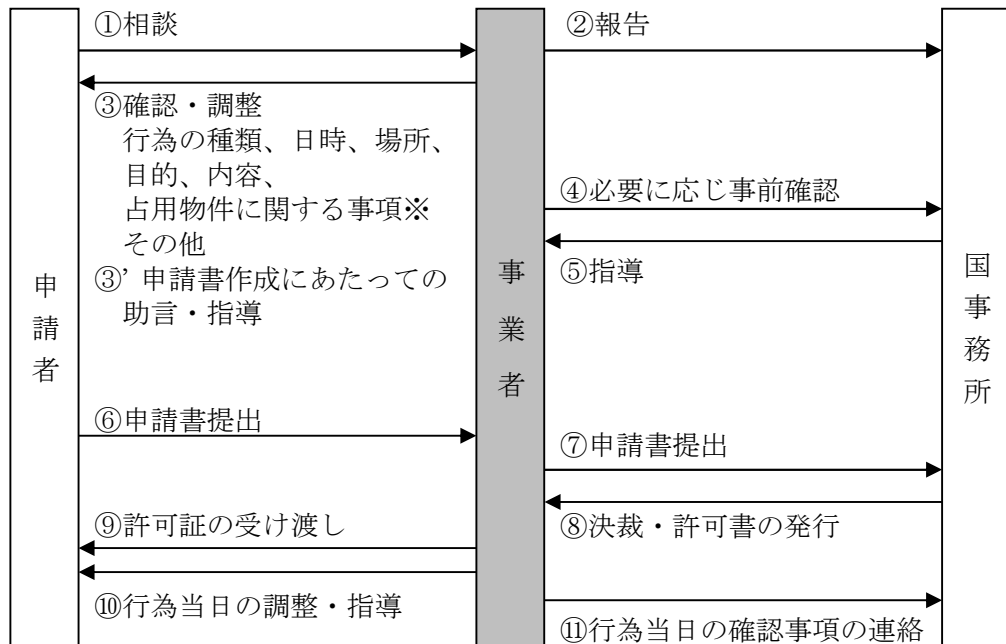 ①相談
②報告
③確認・調整
行為の種類、日時、場所、
目的、内容、
占用物件に関する事項※
その他
③’申請書作成にあたっての
助言・指導
④必要に応じ事前確認
⑤指導
申請者
事業者
国事務所
⑥申請書提出
⑦申請書提出
⑧決裁・許可書の発行
⑨許可証の受け渡し
⑩行為当日の調整・指導
⑪行為当日の確認事項の連絡